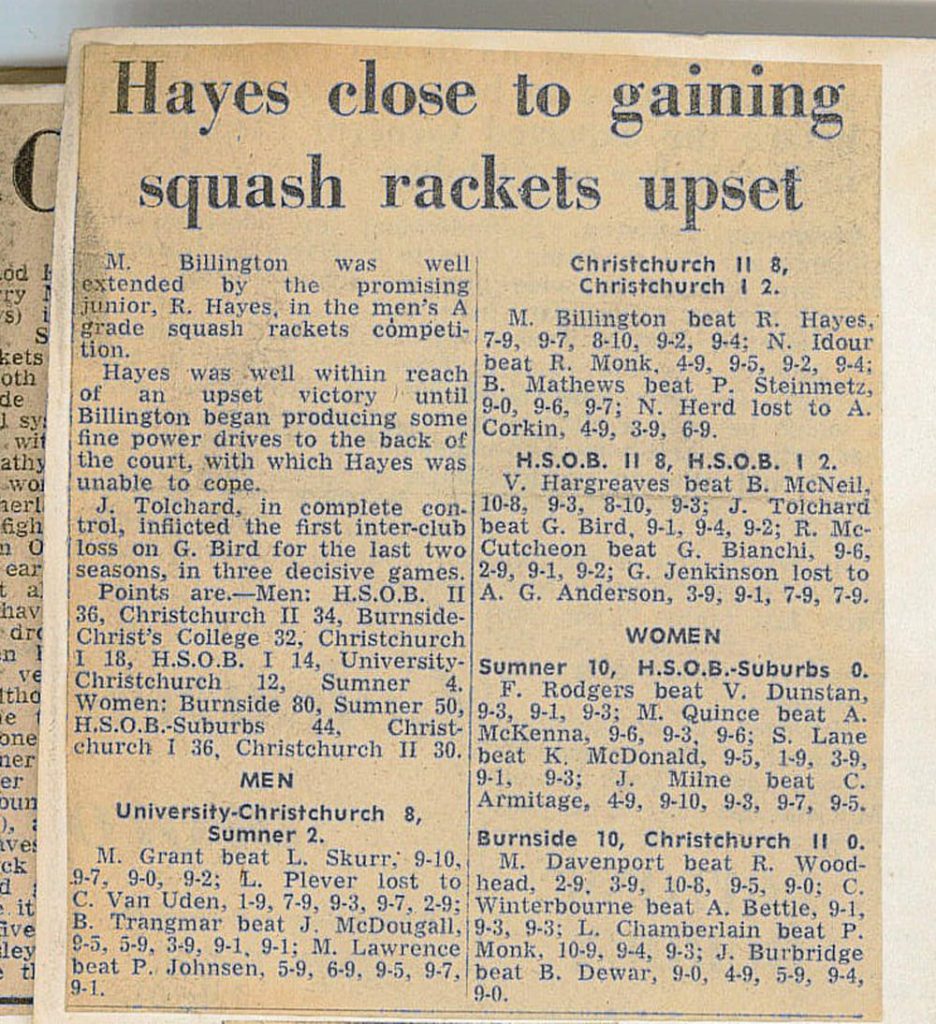 Hayes close to gaining
squash rackets upset
M. Billington was well
extended by the promising
junior, R. Hayes, in the men's A
grade squash rackets competi-
tion.
Hayes was well within reach
of an upset victory until
Billington began producing some
fine power drives to the back of
the court, with which Hayes was
unable to cope.
J. Tolchard, in complete con-
trol, inflicted the first inter-club
loss on G. Bird for the last two
seasons, in three decisive games.
Points are.—Men: H.S.O.B. II
36, Christchurch II 34, Burnside-
Christ's College 32, Christchurch
I 18, H.S.O.B. I 14, University-
Christchurch 12, Sumner 4.
Women: Burnside 80, Sumner 50,
H.S.O.B.-Suburbs 44, Christ-
church I 36, Christchurch II 30.
MEN
University-Christchurch 8,
Sumner 2.
M. Grant beat L. Skurr, 9-10,
9-7, 9-0, 9-2; L. Plever lost to
C. Van Uden, 1-9, 7-9, 9-3, 9-7, 2-9;
B. Trangmar beat J. McDougall,
9-5, 5-9, 3-9, 9-1, 9-1; M. Lawrence
beat P. Johnsen, 5-9, 6-9, 9-5, 9-7,
9-1.
Christchurch II 8,
Christchurch I 2.
M. Billington beat R. Hayes,
7-9, 9-7, 8-10, 9-2, 9-4; N. Idour
beat R. Monk, 4-9, 9-5, 9-2, 9-4;
B. Mathews beat P. Steinmetz,
9-0, 9-6, 9-7; N. Herd lost to A.
Corkin, 4-9, 3-9, 6-9.
H.S.O.B. II 8, H.S.O.B. I 2.
V. Hargreaves beat B. McNeil,
10-8, 9-3, 8-10, 9-3; J. Tolchard
beat G. Bird, 9-1, 9-4, 9-2; R. Mc-
Cutcheon beat G. Bianchi, 9-6,
2-9, 9-1, 9-2; G. Jenkinson lost to
A. G. Anderson, 3-9, 9-1, 7-9, 7-9.
WOMEN
Sumner 10, H.S.O.B.-Suburbs 0.
F. Rodgers beat V. Dunstan,
9-3, 9-1, 9-3; M. Quince beat A.
McKenna, 9-6, 9-3, 9-6; S. Lane
beat K. McDonald, 9-5, 1-9, 3-9,
9-1, 9-3; J. Milne beat C.
Armitage, 4-9, 9-10, 9-3, 9-7, 9-5.
Burnside 10, Christchurch II 0.
M. Davenport beat R. Wood-
head, 2-9, 3-9, 10-8, 9-5, 9-0; C.
Winterbourne beat A. Bettle, 9-1,
9-3, 9-3; L. Chamberlain beat P.
Monk, 10-9, 9-4, 9-3; J. Burbridge
beat B. Dewar, 9-0, 4-9, 5-9, 9-4,
9-0.